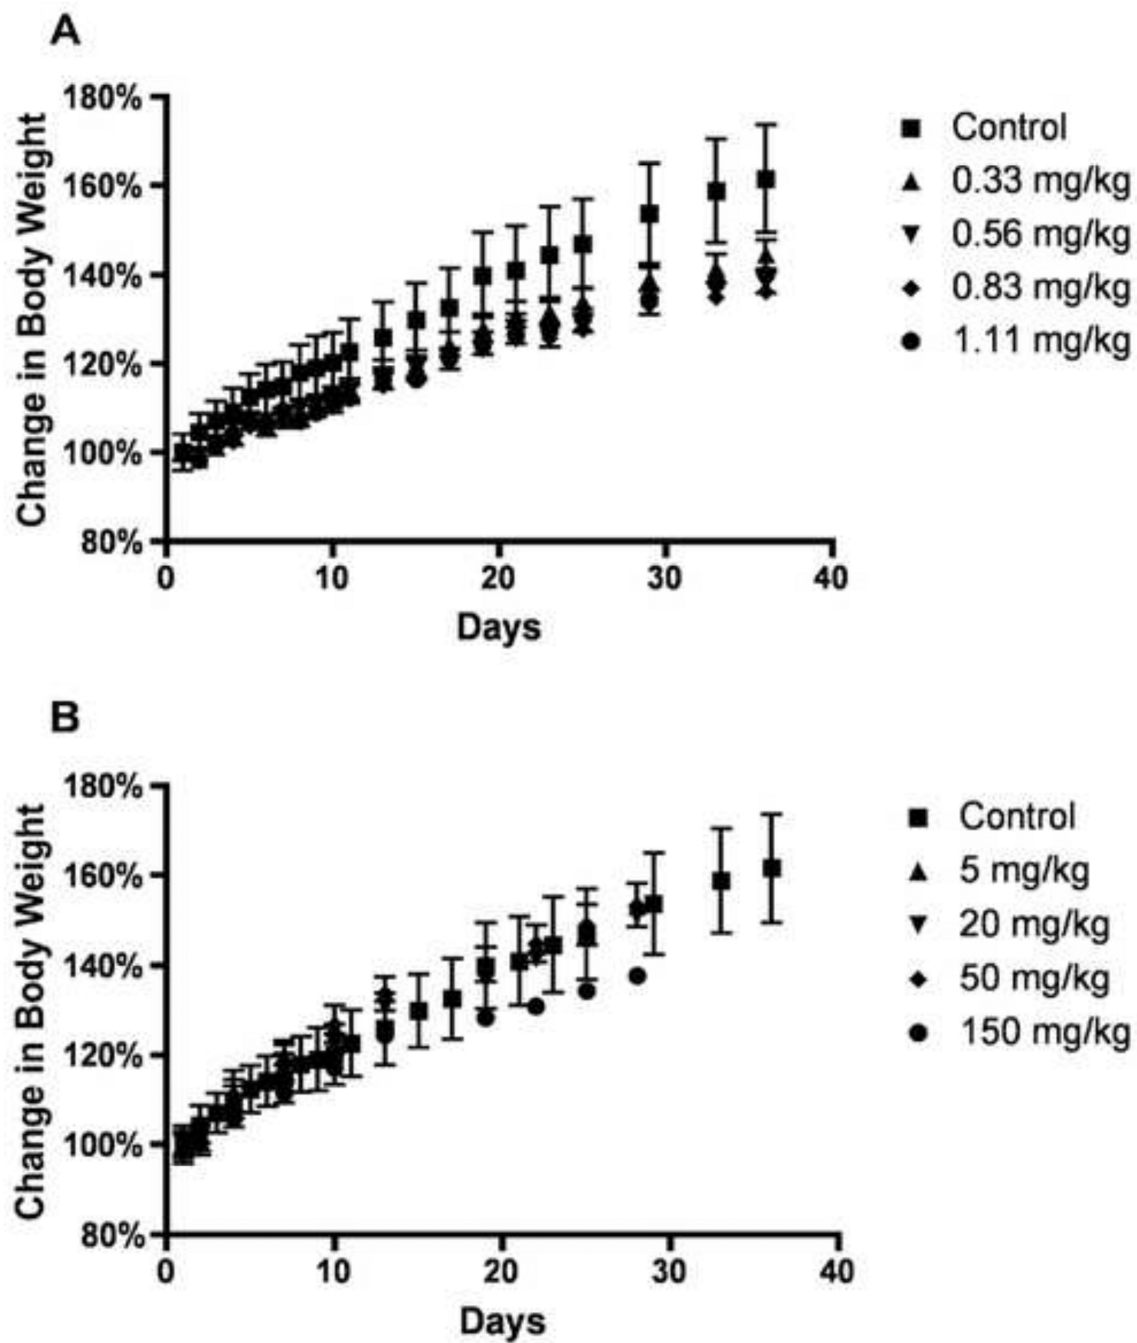 A
180%
160%
140%
120%
100%
80%
Change in Body Weight
0 10 20 30 40
Days
Control
0.33 mg/kg
0.56 mg/kg
0.83 mg/kg
1.11 mg/kg
B
180%
160%
140%
120%
100%
80%
Change in Body Weight
0 10 20 30 40
Days
Control
5 mg/kg
20 mg/kg
50 mg/kg
150 mg/kg